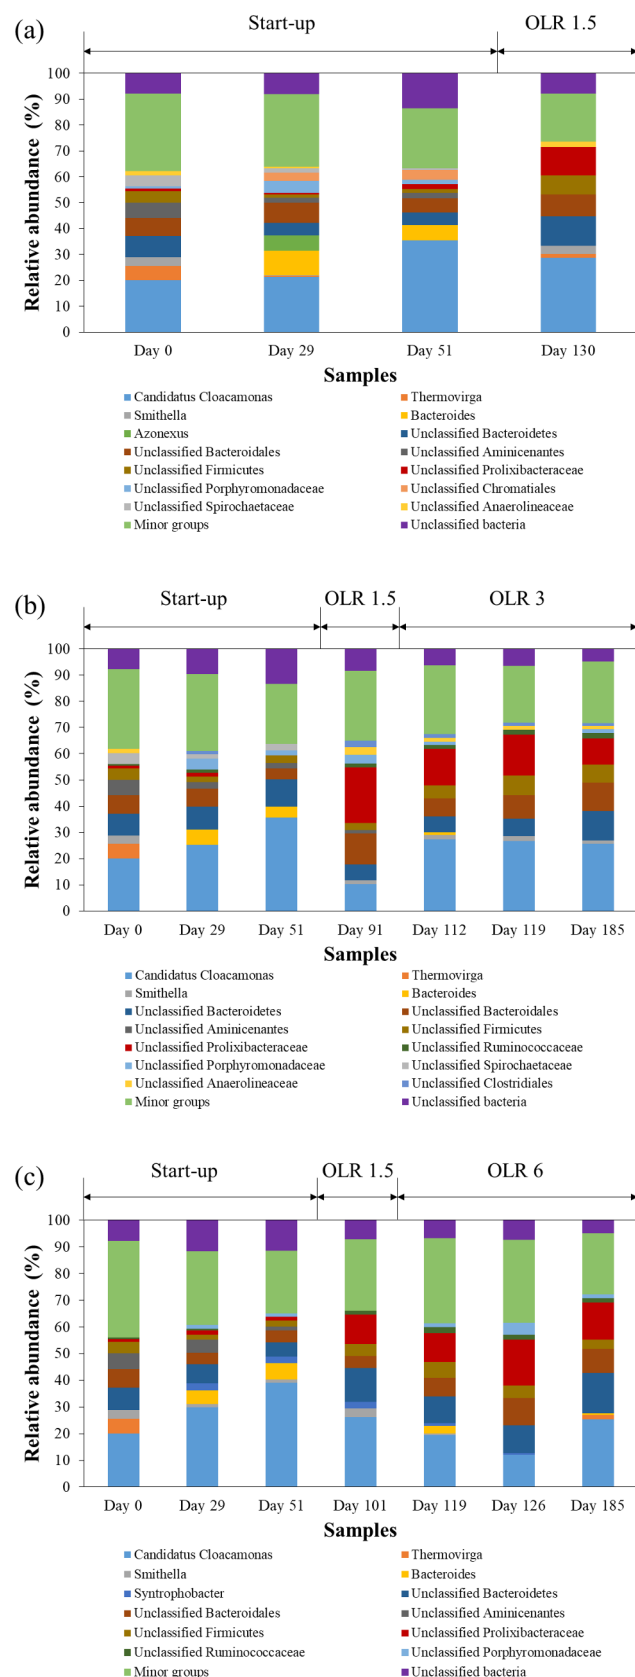 (a)
Start-up OLR 1.5
Relative abundance (%)
100
90
80
70
60
50
40
30
20
10
0
Day 0 Day 29 Day 51 Day 130
Samples
Candidatus Cloacamonas Thermovirga
Smithella Bacteroides
Azonexus Unclassified Bacteroidetes
Unclassified Bacteroidales Unclassified Aminicenantes
Unclassified Firmicutes Unclassified Prolixibacteraceae
Unclassified Porphyromonadaceae Unclassified Chromatiales
Unclassified Spirochaetaceae Unclassified Anaerolineaceae
Minor groups Unclassified bacteria
(b)
Start-up OLR 1.5 OLR 3
Relative abundance (%)
100
90
80
70
60
50
40
30
20
10
0
Day 0 Day 29 Day 51 Day 91 Day 112 Day 119 Day 185
Samples
Candidatus Cloacamonas Thermovirga
Smithella Bacteroides
Unclassified Bacteroidetes Unclassified Bacteroidales
Unclassified Aminicenantes Unclassified Firmicutes
Unclassified Prolixibacteraceae Unclassified Ruminococcaceae
Unclassified Porphyromonadaceae Unclassified Spirochaetaceae
Unclassified Anaerolineaceae Unclassified Clostridiales
Minor groups Unclassified bacteria
(c)
Start-up OLR 1.5 OLR 6
Relative abundance (%)
100
90
80
70
60
50
40
30
20
10
0
Day 0 Day 29 Day 51 Day 101 Day 119 Day 126 Day 185
Samples
Candidatus Cloacamonas Thermovirga
Smithella Bacteroides
Syntrophobacter Unclassified Bacteroidetes
Unclassified Bacteroidales Unclassified Aminicenantes
Unclassified Firmicutes Unclassified Prolixibacteraceae
Unclassified Ruminococcaceae Unclassified Porphyromonadaceae
Minor groups Unclassified bacteria